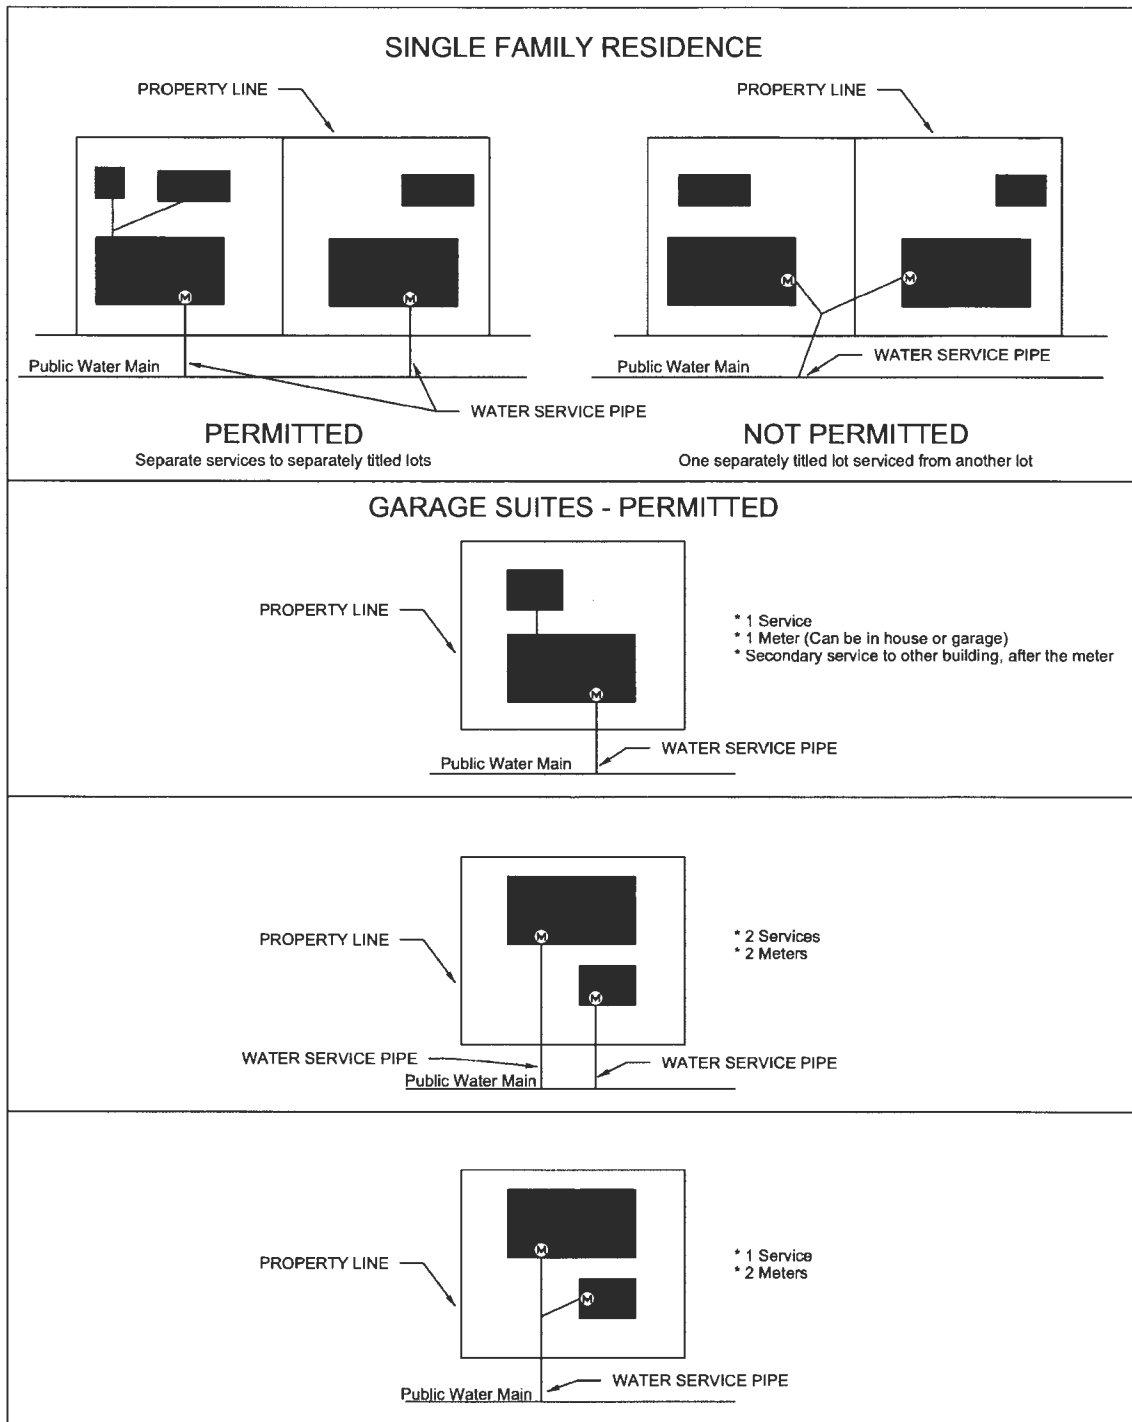 SINGLE FAMILY RESIDENCE
PROPERTY LINE
PROPERTY LINE
M
M
M
M
Public Water Main
WATER SERVICE PIPE
Public Water Main
WATER SERVICE PIPE
PERMITTED
Separate services to separately titled lots
NOT PERMITTED
One separately titled lot serviced from another lot
GARAGE SUITES - PERMITTED
PROPERTY LINE
* 1 Service
* 1 Meter (Can be in house or garage)
* Secondary service to other building, after the meter
M
WATER SERVICE PIPE
Public Water Main
PROPERTY LINE
M
* 2 Services
* 2 Meters
M
WATER SERVICE PIPE
WATER SERVICE PIPE
Public Water Main
PROPERTY LINE
M
* 1 Service
* 2 Meters
M
WATER SERVICE PIPE
Public Water Main